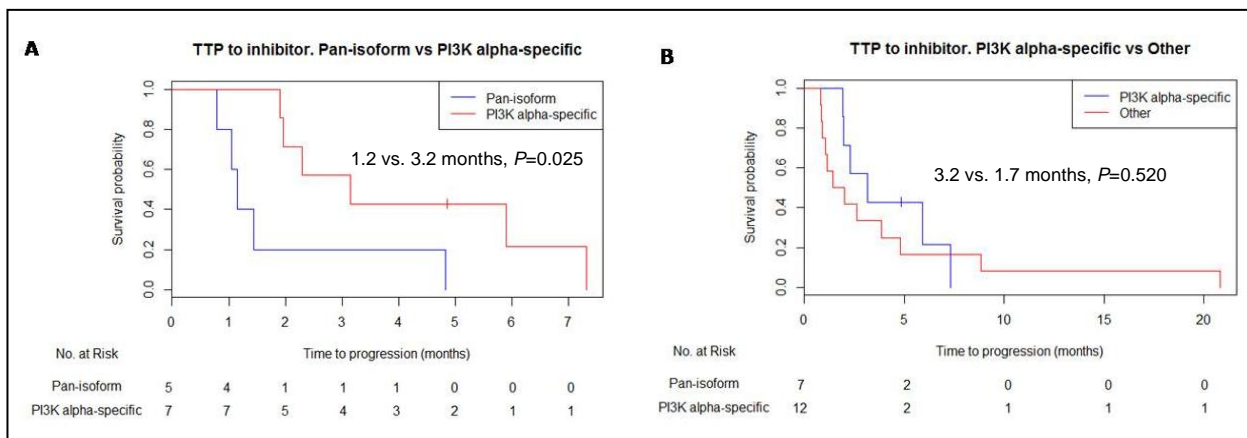 A
TTP to inhibitor. Pan-isoform vs PI3K alpha-specific
Survival probability
1.0
0.8
0.6
0.4
0.2
0.0
Pan-isoform
PI3K alpha-specific
1.2 vs. 3.2 months, P=0.025
0 1 2 3 4 5 6 7
No. at Risk
Time to progression (months)
Pan-isoform 5 4 1 1 1 0 0 0
PI3K alpha-specific 7 7 5 4 3 2 1 1
B
TTP to inhibitor. PI3K alpha-specific vs Other
Survival probability
1.0
0.8
0.6
0.4
0.2
0.0
PI3K alpha-specific
Other
3.2 vs. 1.7 months, P=0.520
0 5 10 15 20
No. at Risk
Time to progression (months)
Pan-isoform 7 2 0 0 0
PI3K alpha-specific 12 2 1 1 1